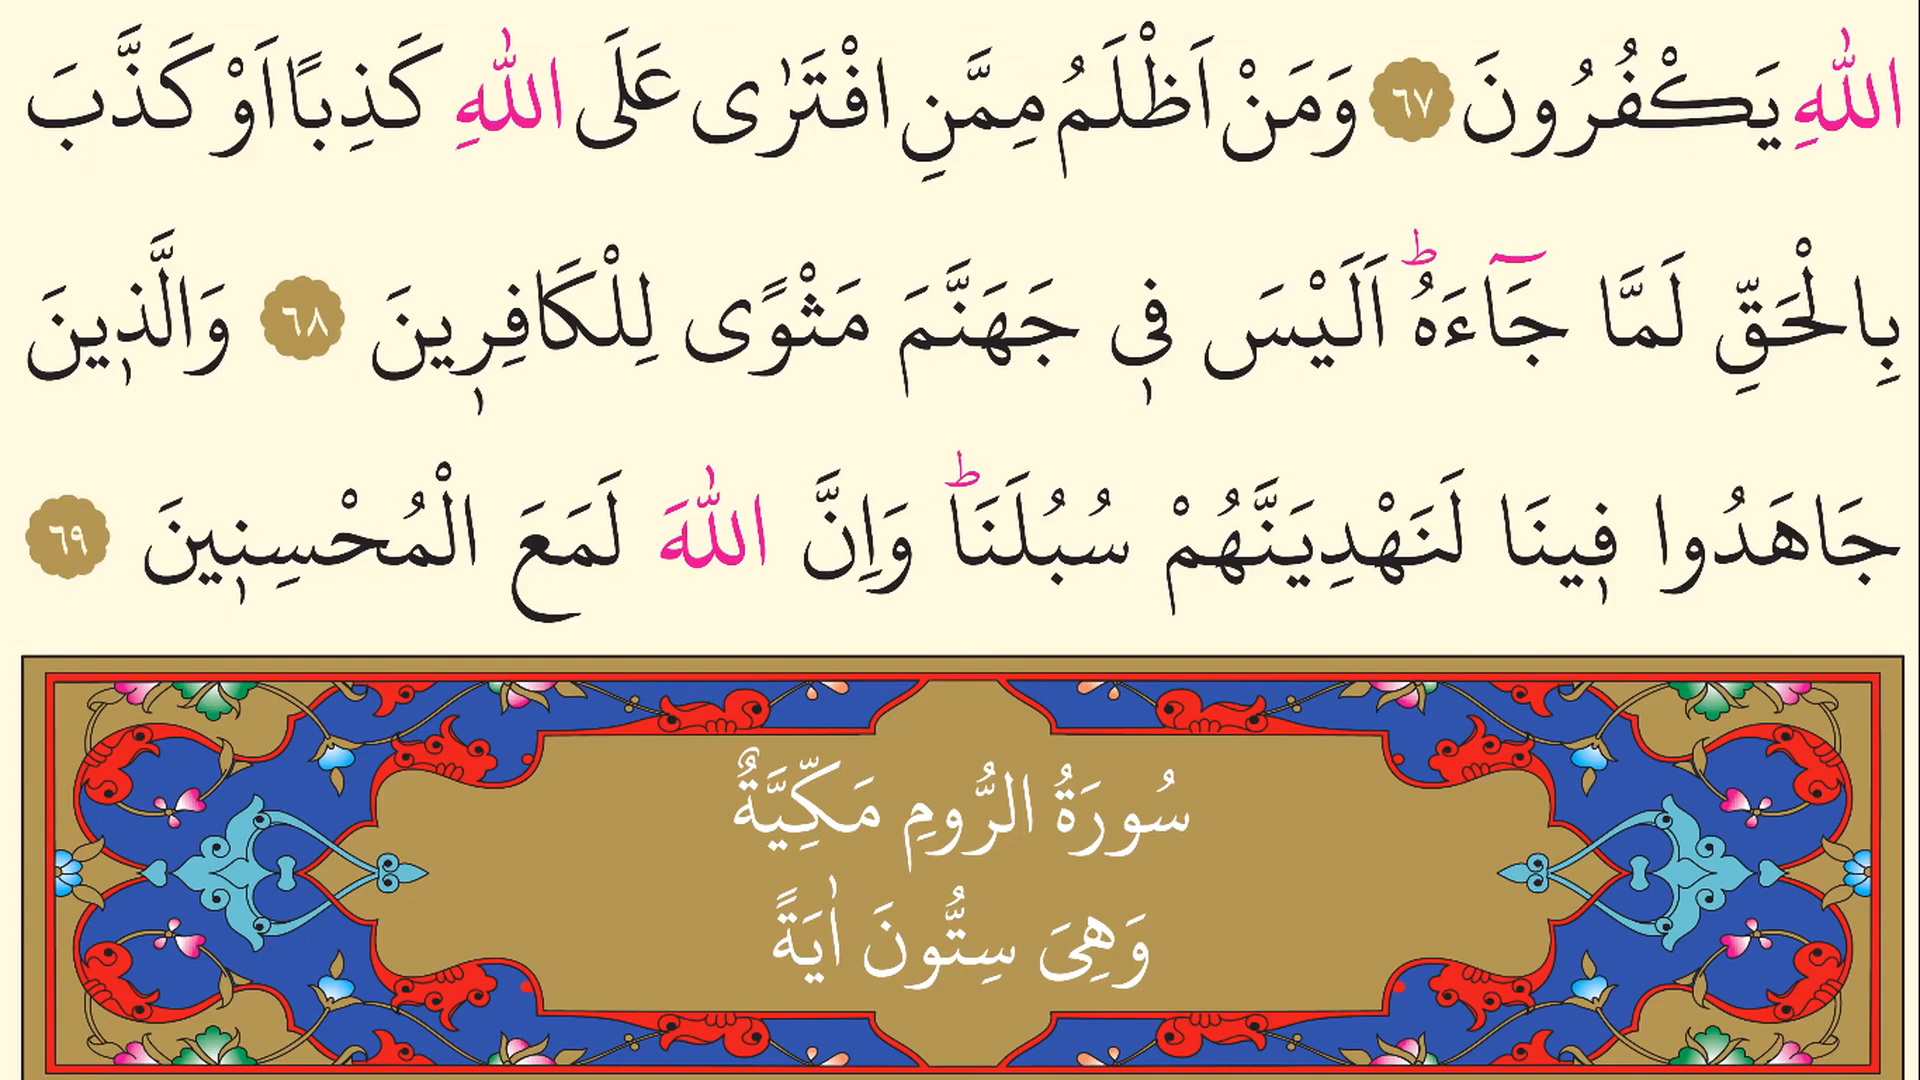 اللّٰهِ يَكْفُرُونَ ٦٧ وَمَنْ اَظْلَمُ مِمَّنِ افْتَرٰى عَلَى اللّٰهِ كَذِبًا اَوْ كَذَّبَ
بِالْحَقِّ لَمَّا جَٓاءَهُۜ اَلَيْسَ فٖى جَهَنَّمَ مَثْوًى لِلْكَافِرٖينَ ٦٨ وَالَّذٖينَ
جَاهَدُوا فٖينَا لَنَهْدِيَنَّهُمْ سُبُلَنَاؕ وَاِنَّ اللّٰهَ لَمَعَ الْمُحْسِنٖينَ ٦٩
سُورَةُ الرُّومِ مَكِّيَّةٌ
وَهِىَ سِتُّونَ اٰيَةً